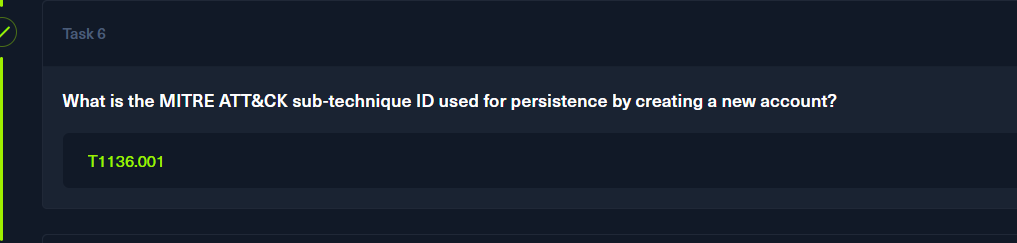 Task 6
What is the MITRE ATT&CK sub-technique ID used for persistence by creating a new account?
T1136.001